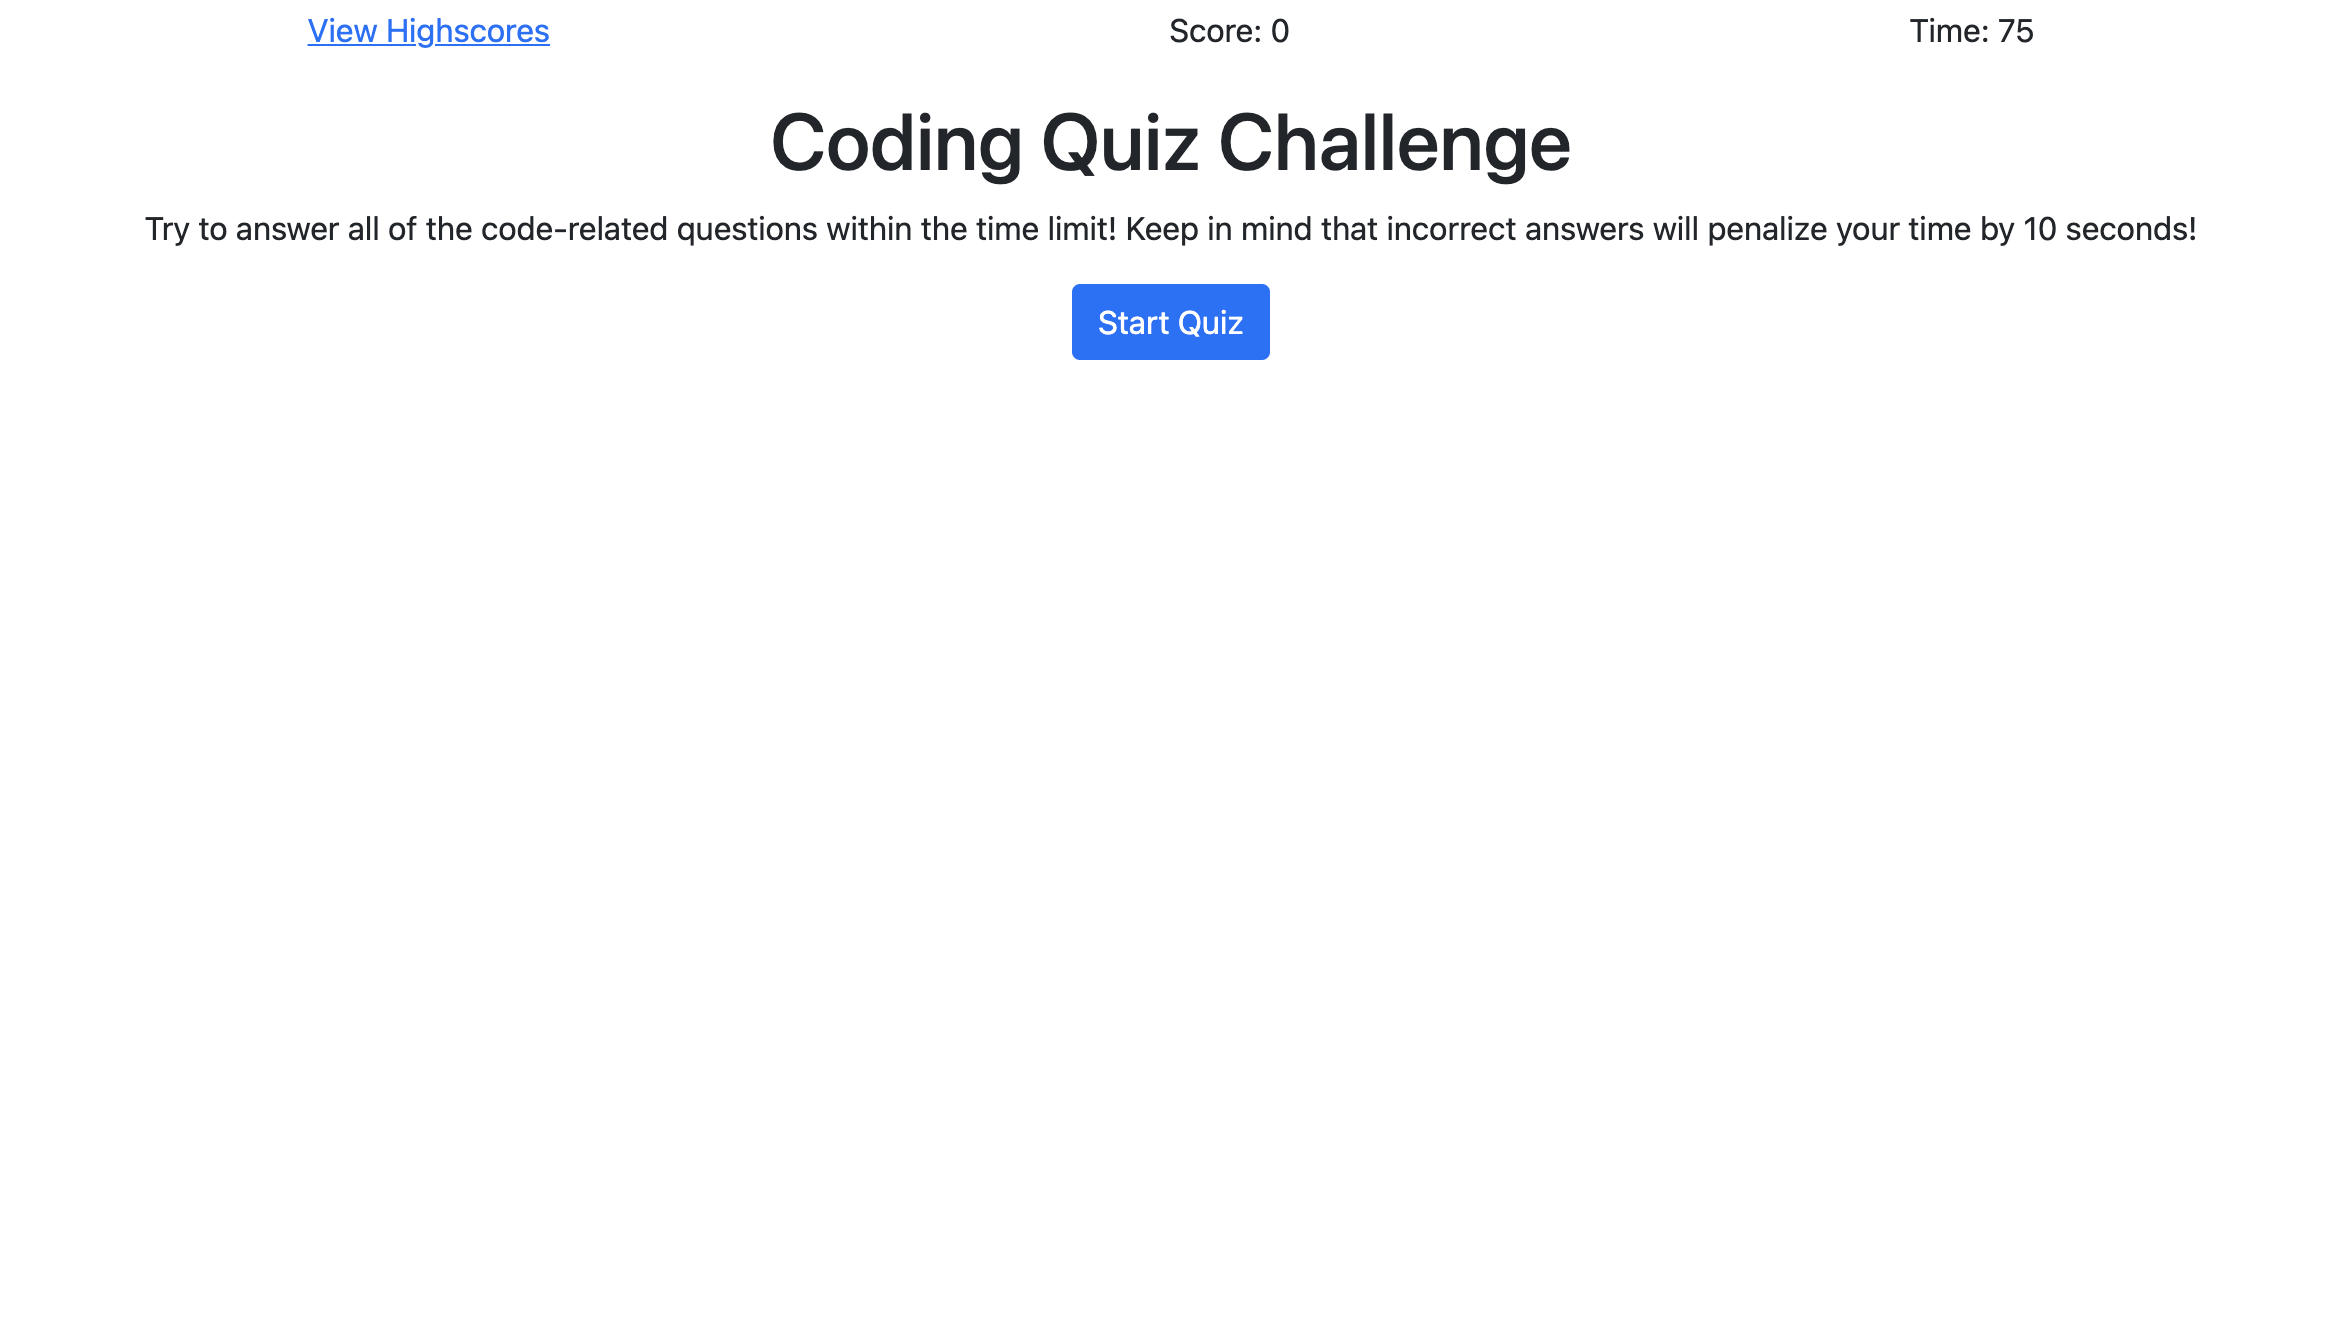 View Highscores
Score: 0
Time: 75
Coding Quiz Challenge
Try to answer all of the code-related questions within the time limit! Keep in mind that incorrect answers will penalize your time by 10 seconds!
Start Quiz